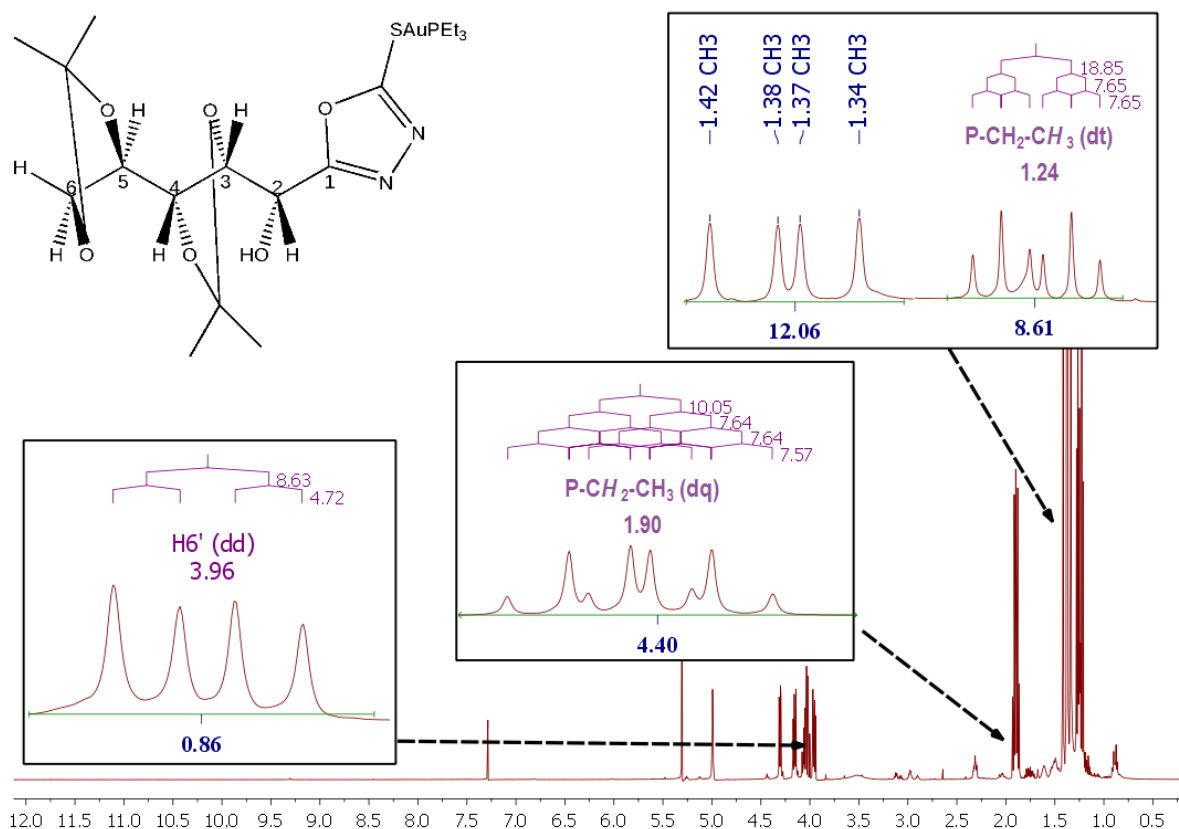 SAuPEt3
O
N
N
O
O
H
H
H
6
5
4
3
2
1
H
O
H
O
HO
H
1.42 CH3
1.38 CH3
1.37 CH3
1.34 CH3
18.85
7.65
7.65
P-CH2-CH3 (dt)
1.24
12.06
8.61
10.05
7.64
7.64
7.57
P-CH2-CH3 (dq)
1.90
4.40
8.63
4.72
H6' (dd)
3.96
0.86
12.0 11.5 11.0 10.5 10.0 9.5 9.0 8.5 8.0 7.5 7.0 6.5 6.0 5.5 5.0 4.5 4.0 3.5 3.0 2.5 2.0 1.5 1.0 0.5